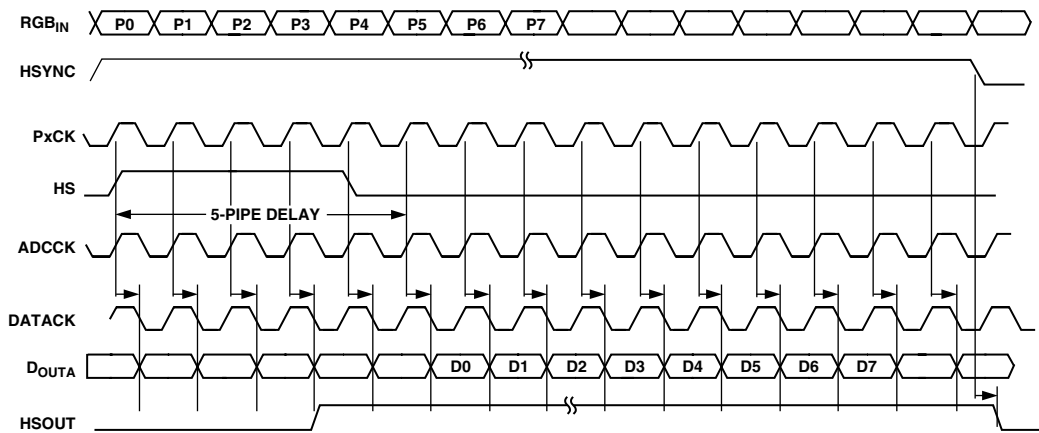 RGBIN P0 P1 P2 P3 P4 P5 P6 P7
HSYNC
PxCK
HS
5-PIPE DELAY
ADCCK
DATACK
DOUTA D0 D1 D2 D3 D4 D5 D6 D7
HSOUT